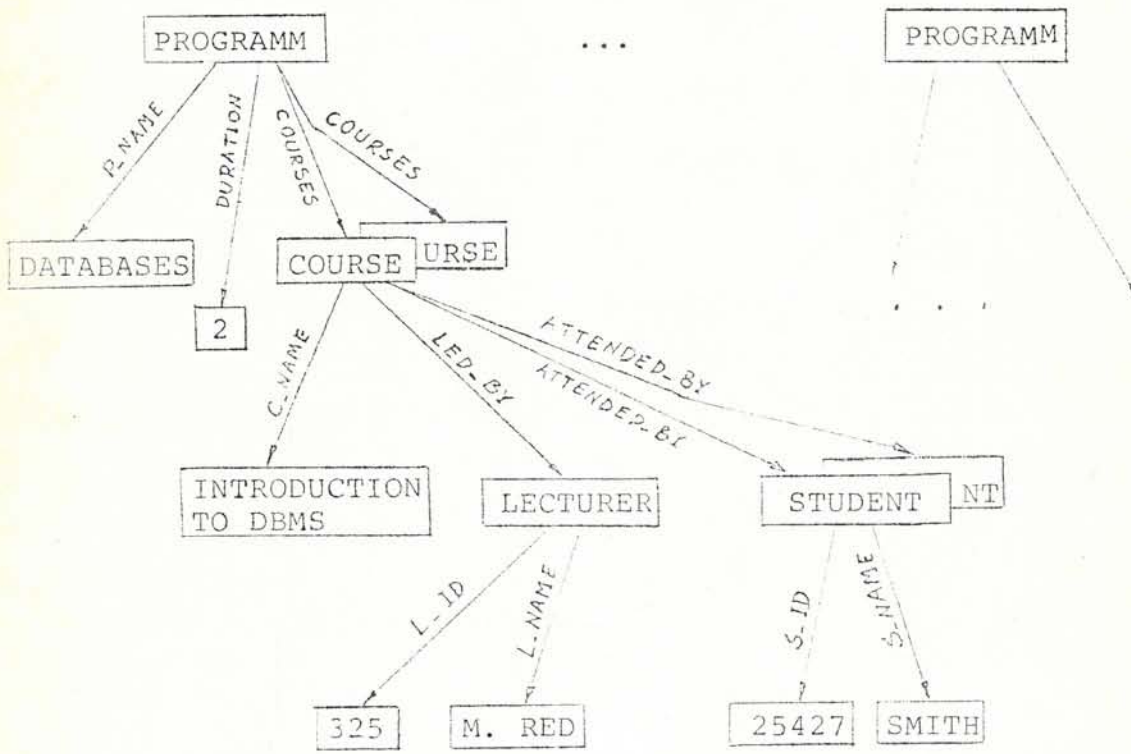 PROGRAMM
...
PROGRAMM
P_NAME
DURATION
COURSES
COURSES
DATABASES
COURSE
URSE
2
...
C_NAME
LED_BY
ATTENDED_BY
ATTENDED_BY
INTRODUCTION
TO DBMS
LECTURER
STUDENT
NT
L_ID
L_NAME
S_ID
S_NAME
325
M. RED
25427
SMITH